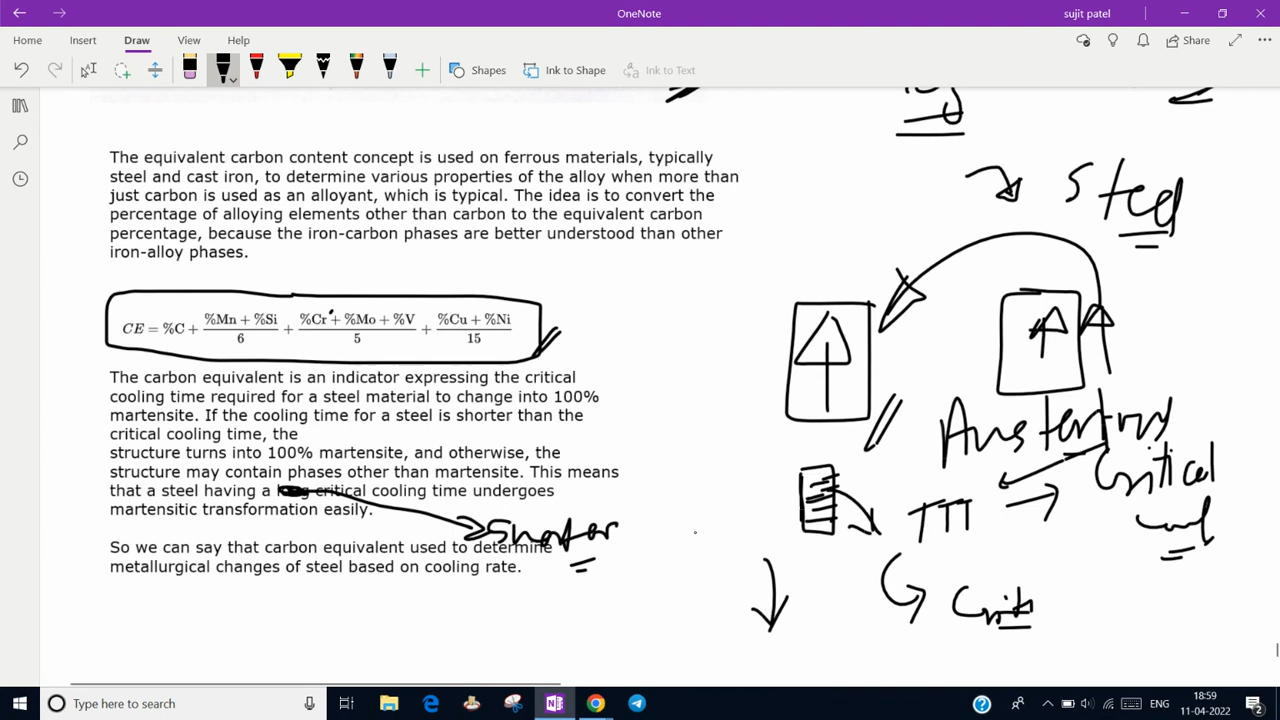 OneNote
sujit patel
Home Insert Draw View Help
Share
Shapes
Ink to Shape
Ink to Text
The equivalent carbon content concept is used on ferrous materials, typically
steel and cast iron, to determine various properties of the alloy when more than
just carbon is used as an alloyant, which is typical. The idea is to convert the
percentage of alloying elements other than carbon to the equivalent carbon
percentage, because the iron-carbon phases are better understood than other
iron-alloy phases.
CE = %C + (%Mn + %Si)/6 + (%Cr + %Mo + %V)/5 + (%Cu + %Ni)/15
The carbon equivalent is an indicator expressing the critical
cooling time required for a steel material to change into 100%
martensite. If the cooling time for a steel is shorter than the
critical cooling time, the
structure turns into 100% martensite, and otherwise, the
structure may contain phases other than martensite. This means
that a steel having a critical cooling time undergoes
martensitic transformation easily.
Shorter
So we can say that carbon equivalent used to determine
metallurgical changes of steel based on cooling rate.
Steel
Critical
TTT
Type here to search
ENG
18:59
11-04-2022
2